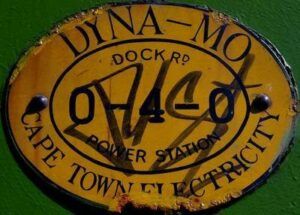 DYNA-MO
DOCK RD
0-4-0
POWER STATION
CAPE TOWN ELECTRICITY